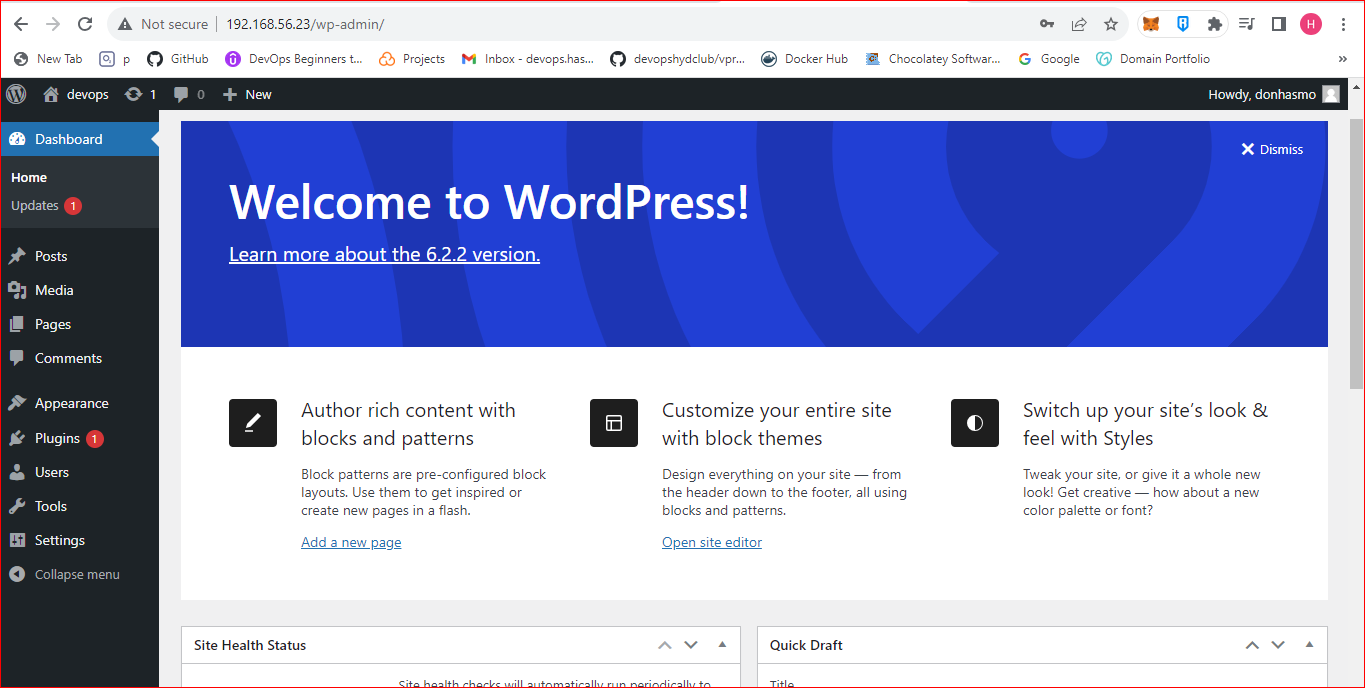 Not secure 192.168.56.23/wp-admin/
H
New Tab p GitHub DevOps Beginners t... Projects Inbox - devops.has... devopshydclub/vpr... Docker Hub Chocolatey Softwar... Google Domain Portfolio »
devops 1 0 New Howdy, donhasmo
Dashboard
Home
Updates 1
Posts
Media
Pages
Comments
Appearance
Plugins 1
Users
Tools
Settings
Collapse menu
Dismiss
Welcome to WordPress!
Learn more about the 6.2.2 version.
Author rich content with
blocks and patterns
Block patterns are pre-configured block
layouts. Use them to get inspired or
create new pages in a flash.
Add a new page
Customize your entire site
with block themes
Design everything on your site — from
the header down to the footer, all using
blocks and patterns.
Open site editor
Switch up your site’s look &
feel with Styles
Tweak your site, or give it a whole new
look! Get creative — how about a new
color palette or font?
Site Health Status
Site health checks will automatically run periodically to
Quick Draft
Title